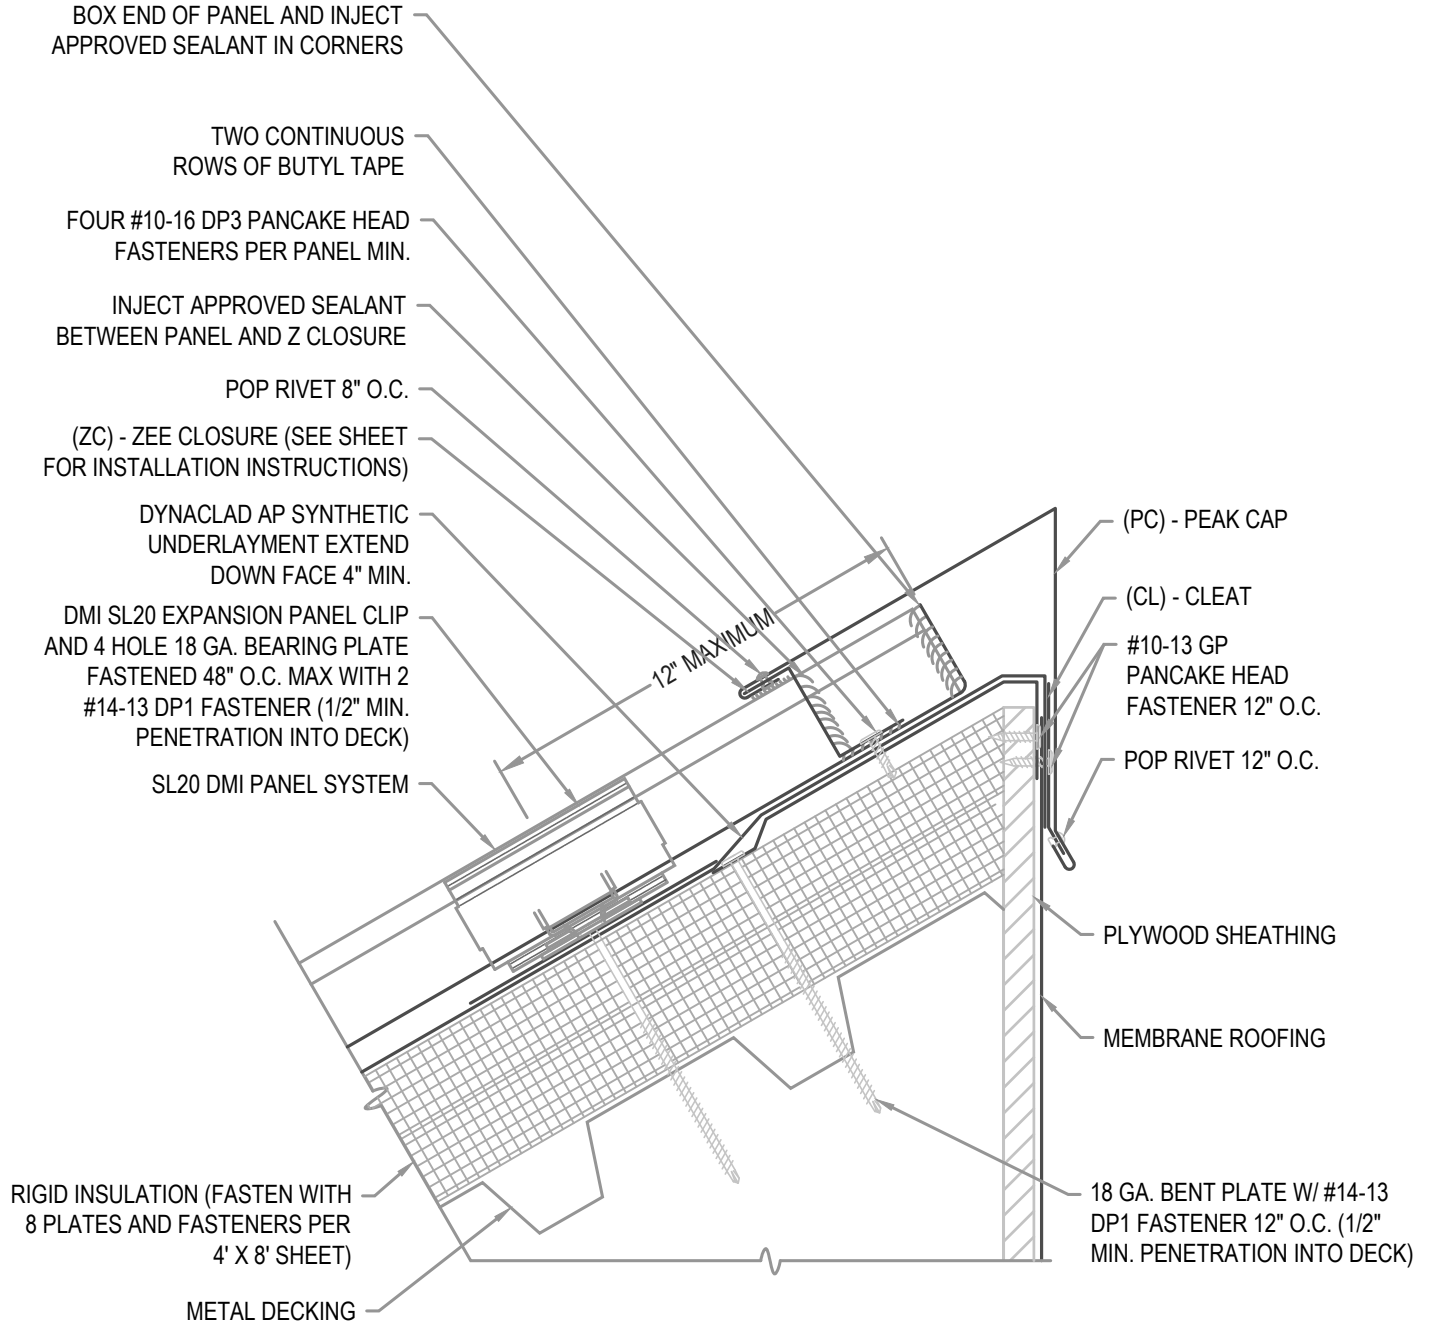 BOX END OF PANEL AND INJECT
APPROVED SEALANT IN CORNERS
TWO CONTINUOUS
ROWS OF BUTYL TAPE
FOUR #10-16 DP3 PANCAKE HEAD
FASTENERS PER PANEL MIN.
INJECT APPROVED SEALANT
BETWEEN PANEL AND Z CLOSURE
POP RIVET 8" O.C.
(ZC) - ZEE CLOSURE (SEE SHEET
FOR INSTALLATION INSTRUCTIONS)
DYNACLAD AP SYNTHETIC
UNDERLAYMENT EXTEND
DOWN FACE 4" MIN.
DMI SL20 EXPANSION PANEL CLIP
AND 4 HOLE 18 GA. BEARING PLATE
FASTENED 48" O.C. MAX WITH 2
#14-13 DP1 FASTENER (1/2" MIN.
PENETRATION INTO DECK)
SL20 DMI PANEL SYSTEM
12" MAXIMUM
(PC) - PEAK CAP
(CL) - CLEAT
#10-13 GP
PANCAKE HEAD
FASTENER 12" O.C.
POP RIVET 12" O.C.
PLYWOOD SHEATHING
MEMBRANE ROOFING
18 GA. BENT PLATE W/ #14-13
DP1 FASTENER 12" O.C. (1/2"
MIN. PENETRATION INTO DECK)
RIGID INSULATION (FASTEN WITH
8 PLATES AND FASTENERS PER
4' X 8' SHEET)
METAL DECKING